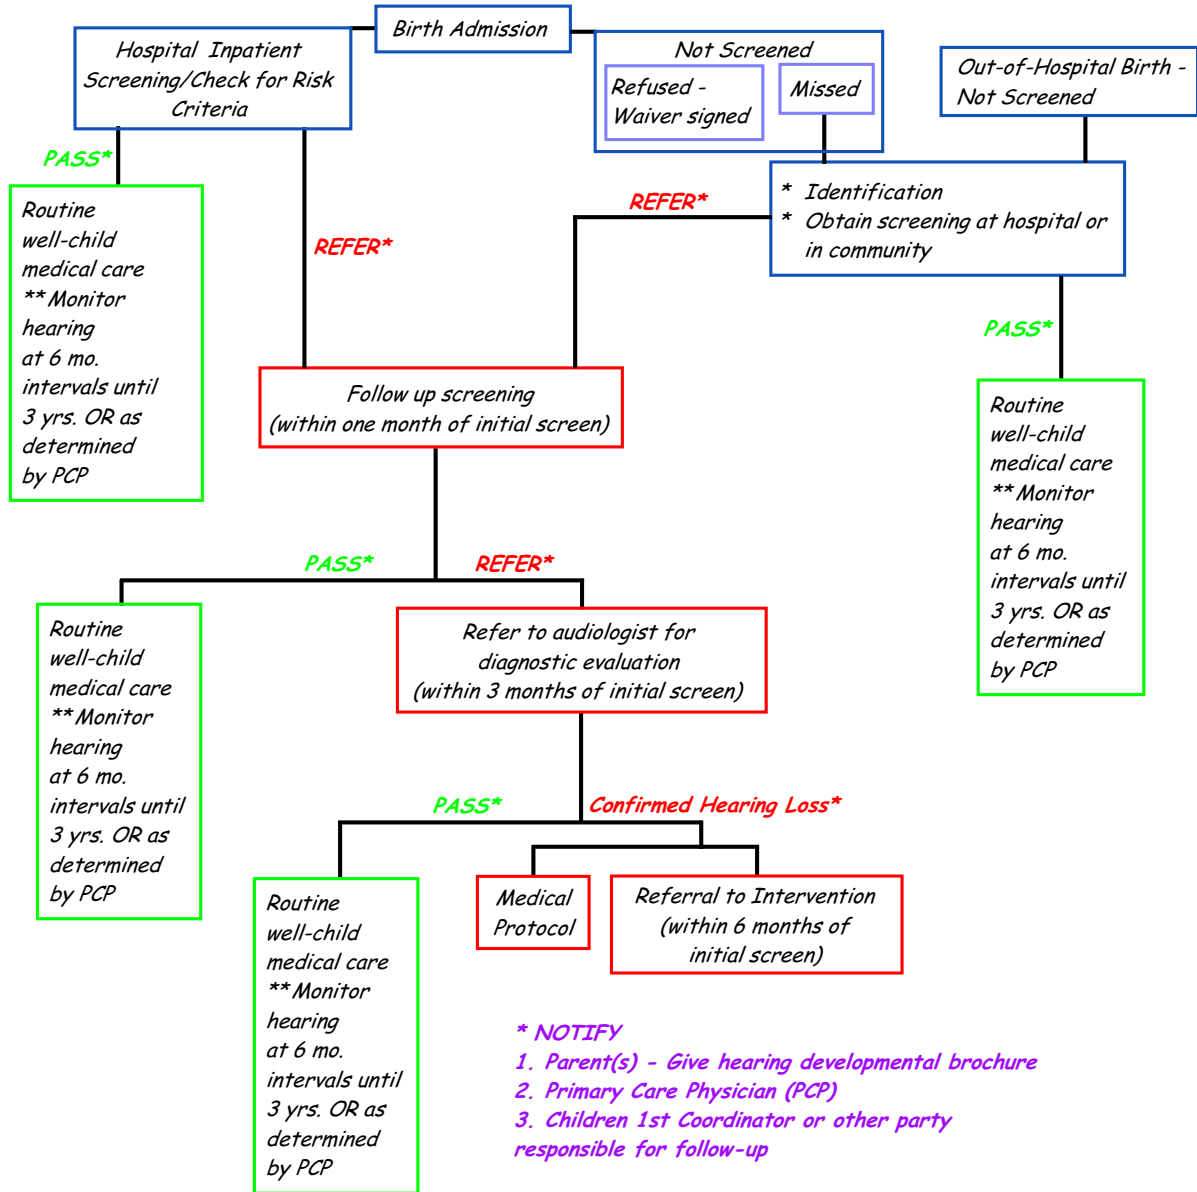 Birth Admission
Hospital Inpatient
Screening/Check for Risk
Criteria
Not Screened
Refused -
Waiver signed
Missed
Out-of-Hospital Birth -
Not Screened
PASS*
REFER*
REFER*
* Identification
* Obtain screening at hospital or
in community
PASS*
Routine
well-child
medical care
** Monitor
hearing
at 6 mo.
intervals until
3 yrs. OR as
determined
by PCP
Follow up screening
(within one month of initial screen)
Routine
well-child
medical care
** Monitor
hearing
at 6 mo.
intervals until
3 yrs. OR as
determined
by PCP
PASS*
REFER*
Routine
well-child
medical care
** Monitor
hearing
at 6 mo.
intervals until
3 yrs. OR as
determined
by PCP
Refer to audiologist for
diagnostic evaluation
(within 3 months of initial screen)
PASS*
Confirmed Hearing Loss*
Routine
well-child
medical care
** Monitor
hearing
at 6 mo.
intervals until
3 yrs. OR as
determined
by PCP
Medical
Protocol
Referral to Intervention
(within 6 months of
initial screen)
* NOTIFY
1. Parent(s) - Give hearing developmental brochure
2. Primary Care Physician (PCP)
3. Children 1st Coordinator or other party
responsible for follow-up